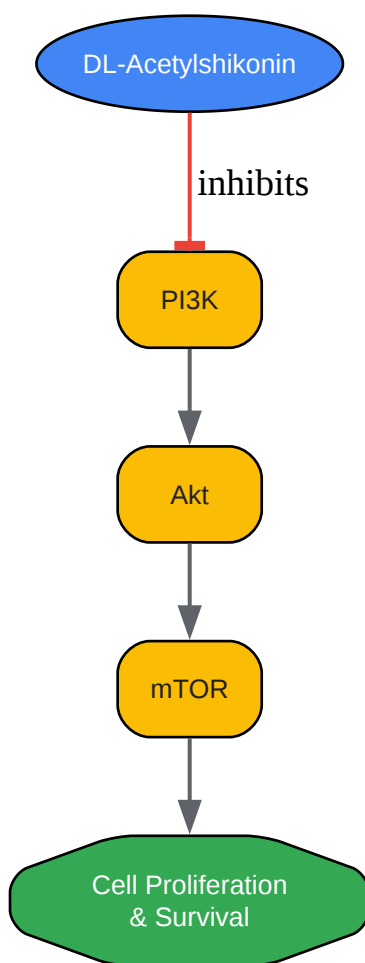 DL-Acetylshikonin
inhibits
PI3K
Akt
mTOR
Cell Proliferation
& Survival